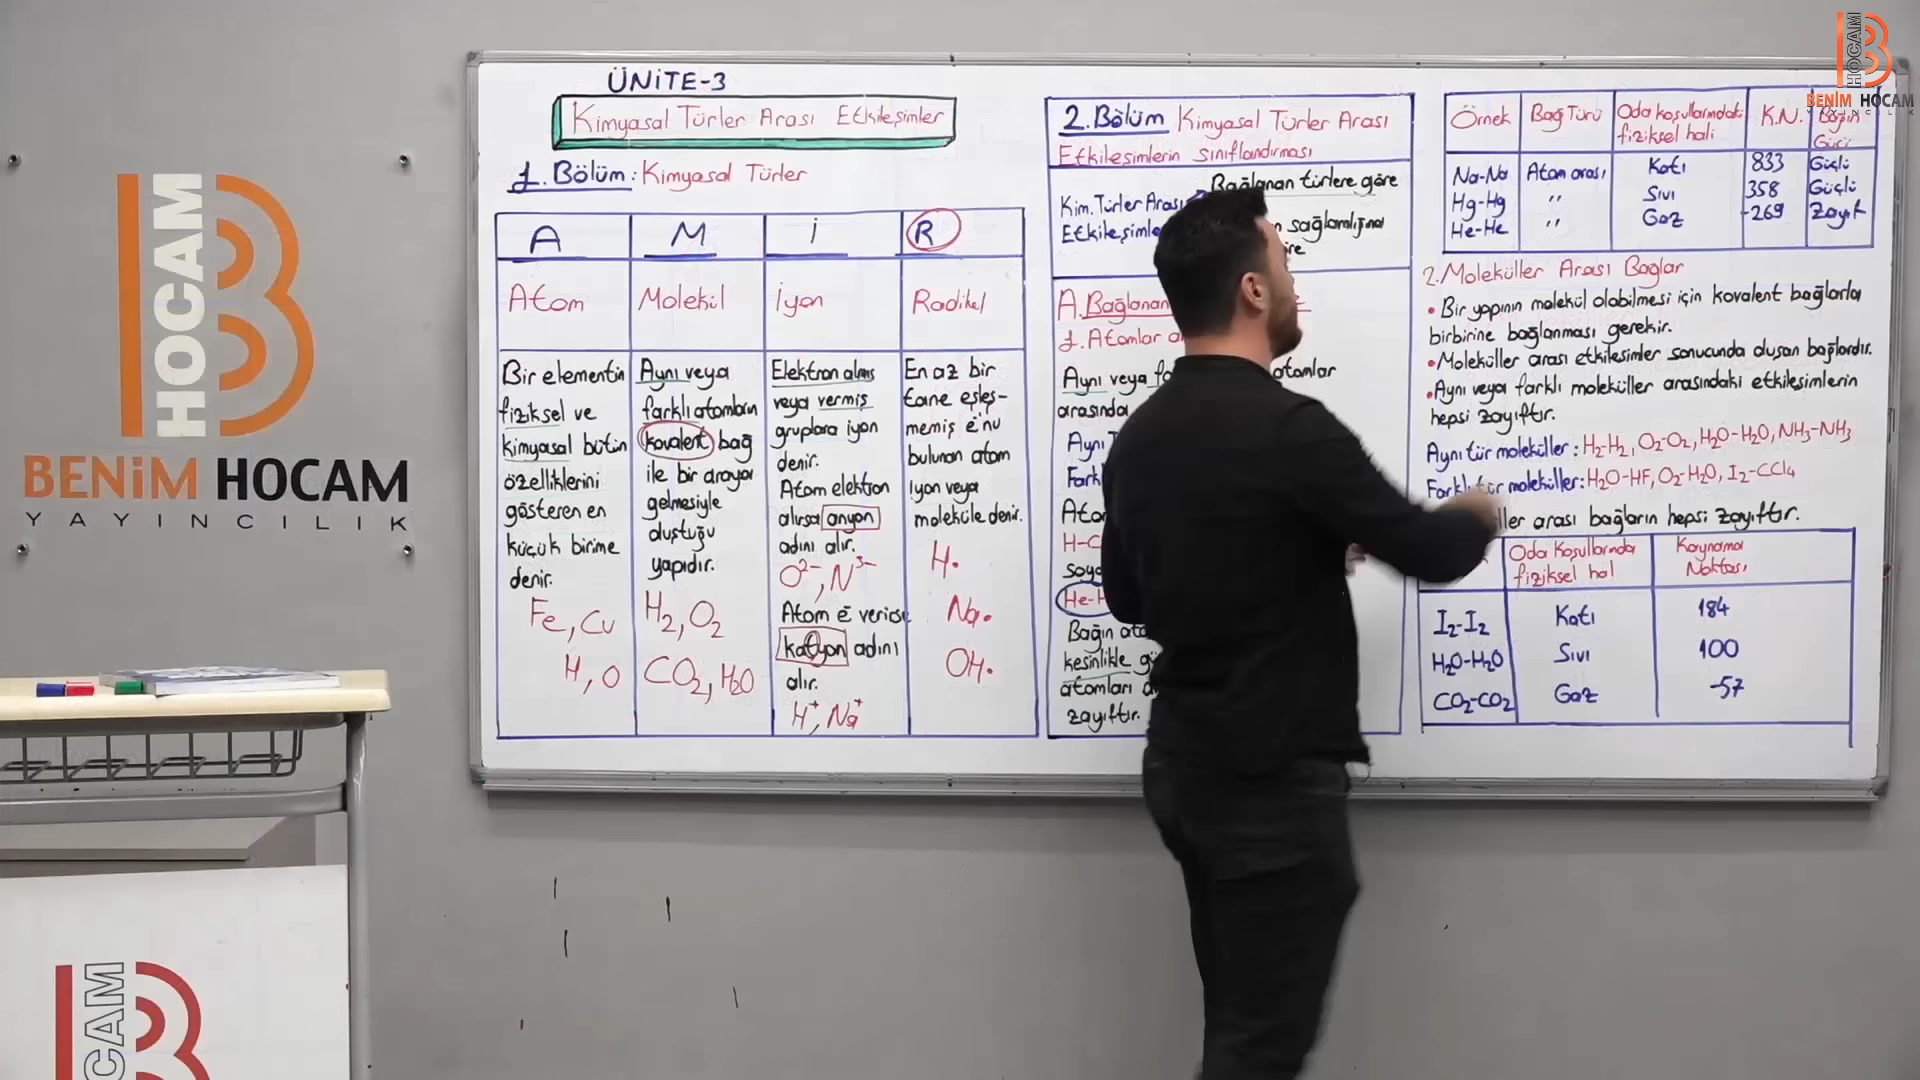 ÜNİTE-3
Kimyasal Türler Arası Etkileşimler
1. Bölüm: Kimyasal Türler
A
M
İ
R
Atom
Molekül
İyon
Radikal
Bir elementin
fiziksel ve
kimyasal bütün
özelliklerini
gösteren en
küçük birime
denir.
Fe, Cu
H, O
Aynı veya
farklı atomların
kovalent bağ
ile bir araya
gelmesiyle
oluştuğu
yapıdır.
H2, O2
CO2, H2O
Elektron almış
veya vermiş
gruplara iyon
denir.
Atom elektron
alırsa anyon
adını alır.
O²⁻, N³⁻
Atom e⁻ verirse
katyon adını
alır.
H⁺, Na⁺
En az bir
tane eşleş-
memiş e⁻nu
bulunan atom
iyon veya
moleküle denir.
H•
Na•
OH•
2. Bölüm Kimyasal Türler Arası
Etkileşimlerin sınıflandırması
Kim. Türler Arası
Bağlanan türlere göre
sağlamlığına
A. Bağlanan
1. Atomlar
Aynı veya atomlar
arasında
He-H
Bağın
kesinlikle
atomları
zayıftır.
Örnek
Bağ Türü
Oda koşullarındaki
fiziksel hali
K.N.
Bağın
Gücü
Na-Na Atom arası Katı 833 Güçlü
Hg-Hg " Sıvı 358 Güçlü
He-He " Gaz -269 Zayıf
2. Moleküller Arası Bağlar
• Bir yapının molekül olabilmesi için kovalent bağlarla
birbirine bağlanması gerekir.
• Moleküller arası etkileşimler sonucunda oluşan bağlardır.
• Aynı veya farklı moleküller arasındaki etkileşimlerin
hepsi zayıftır.
Aynı tür moleküller: H2-H2, O2-O2, H2O-H2O, NH3-NH3
Farklı tür moleküller: H2O-HF, O2-H2O, I2-CCl4
ller arası bağların hepsi zayıftır.
Oda Koşullarında
fiziksel hal
Kaynama
Noktası
I2-I2 Katı 184
H2O-H2O Sıvı 100
CO2-CO2 Gaz -57
HOCAM
BENİM HOCAM
YAYINCILIK
HOCAM
BENİM HOCAM
YAYINCILIK